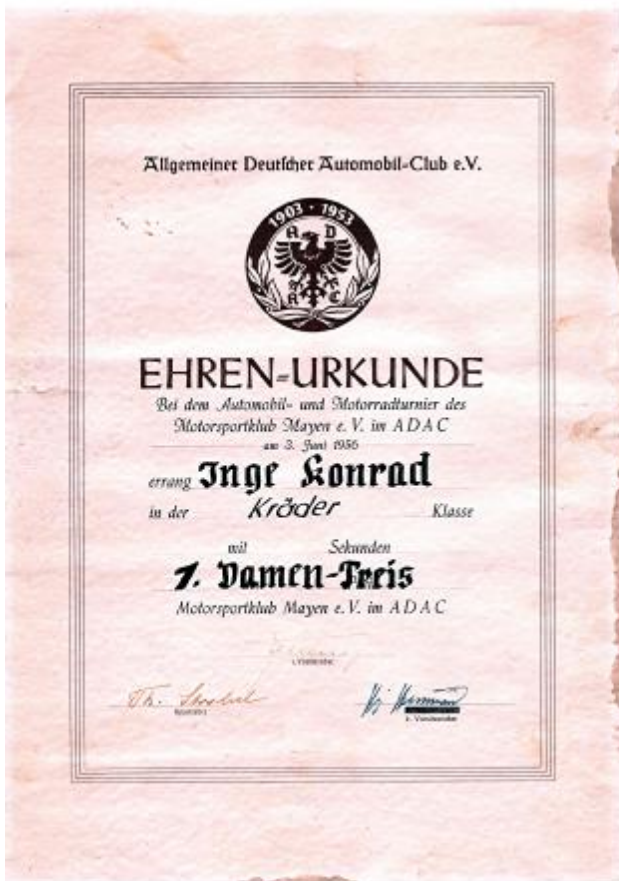 Allgemeiner Deutscher Automobil-Club e.V.
1903 · 1953
A D
A C
EHREN-URKUNDE
Bei dem Automobil- und Motorradturnier des
Motorsportklub Mayen e. V. im ADAC
am 3. Juni 1956
errang Inge Konrad
in der Kräder Klasse
mit Sekunden
1. Damen-Preis
Motorsportklub Mayen e. V. im ADAC
Th. Strobel